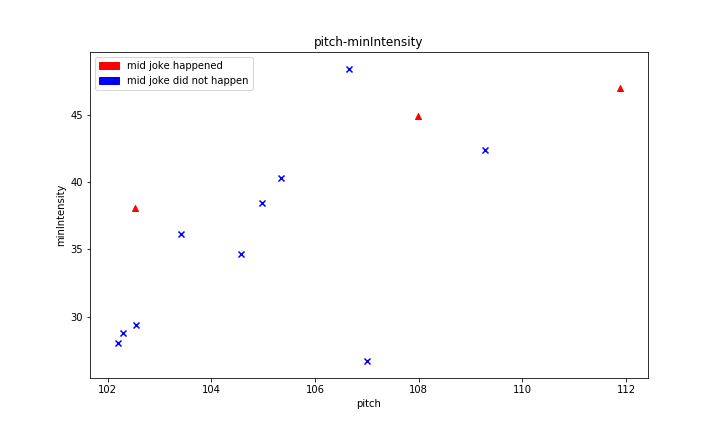 pitch-minIntensity
mid joke happened
mid joke did not happen
45
40
35
30
minIntensity
102
104
106
108
110
112
pitch